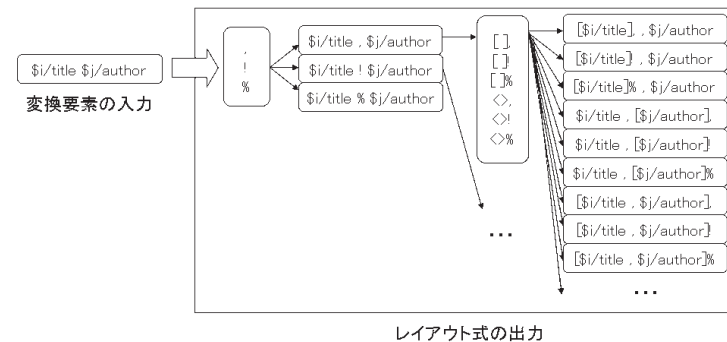 $i/title $j/author
変換要素の入力
,
!
%
$i/title , $j/author
$i/title ! $j/author
$i/title % $j/author
...
[ ],
[ ]!
[ ]%
<>,
<>!
<>%
...
[$i/title], , $j/author
[$i/title]! , $j/author
[$i/title]% , $j/author
$i/title , [$j/author],
$i/title , [$j/author]!
$i/title , [$j/author]%
[$i/title , $j/author],
[$i/title , $j/author]!
[$i/title , $j/author]%
...
レイアウト式の出力